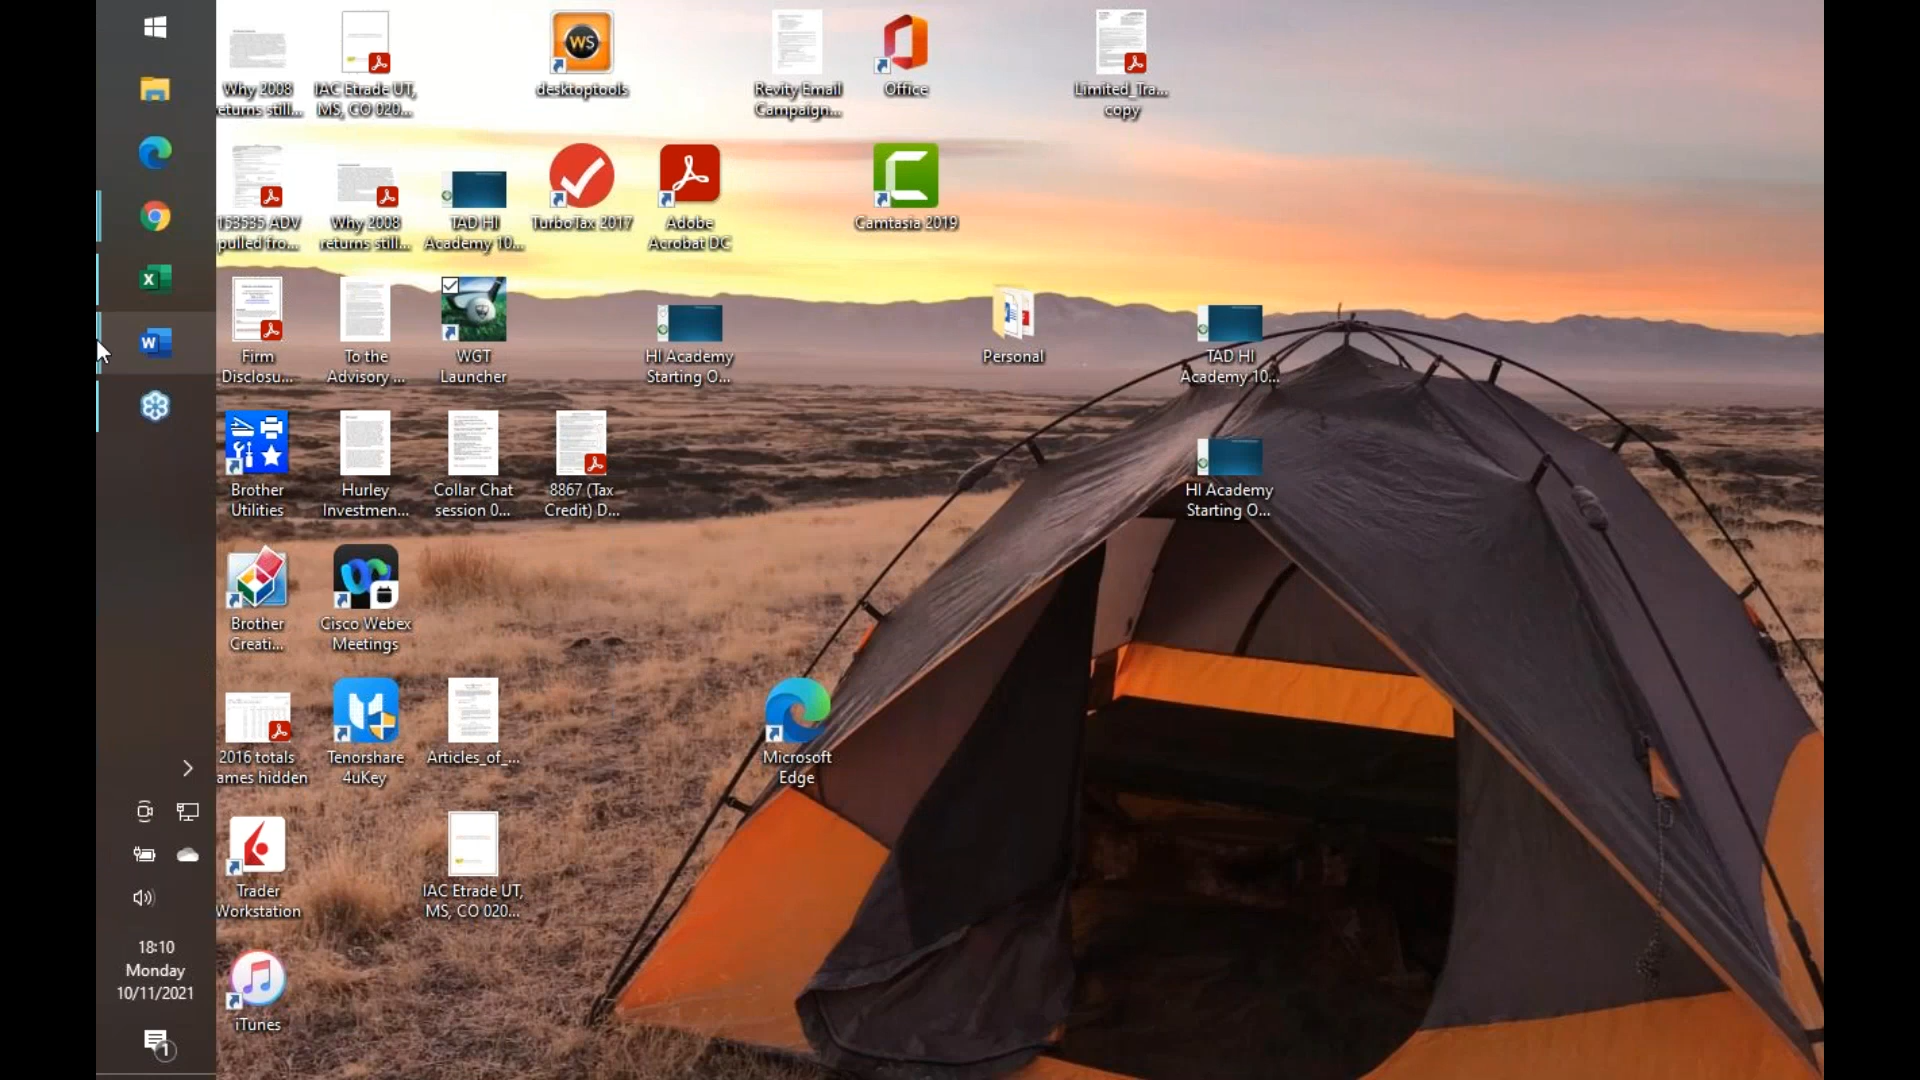 Why 2008
eturns still...
IAC Etrade UT,
MS, CO 020...
WS
desktoptools
Revity Email
Campaign...
Office
Limited_Tra...
copy
153535 ADV
pulled fro...
Why 2008
returns still...
TAD HI
Academy 10...
TurboTax 2017
Adobe
Acrobat DC
Camtasia 2019
Firm
Disclosu...
To the
Advisory ...
WGT
Launcher
HI Academy
Starting O...
Personal
TAD HI
Academy 10...
Brother
Utilities
Hurley
Investmen...
Collar Chat
session 0...
8867 (Tax
Credit) D...
HI Academy
Starting O...
Brother
Creati...
Cisco Webex
Meetings
2016 totals
ames hidden
Tenorshare
4uKey
Articles_of_...
Microsoft
Edge
Trader
Workstation
IAC Etrade UT,
MS, CO 020...
iTunes
X
W
18:10
Monday
10/11/2021
1